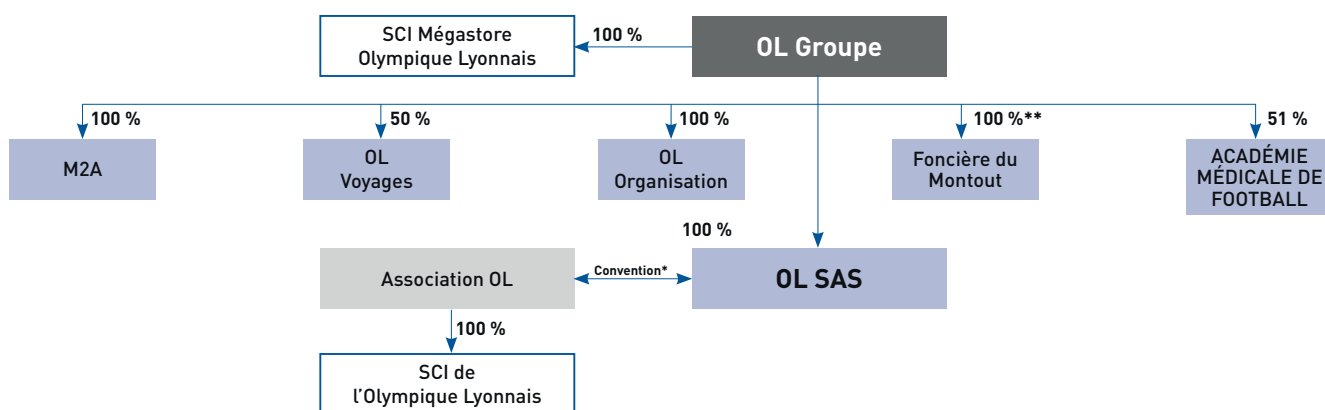 SCI Mégastore
Olympique Lyonnais
100 %
OL Groupe
100 %
50 %
100 %
100 %**
51 %
M2A
OL
Voyages
OL
Organisation
Foncière du
Montout
ACADÉMIE
MÉDICALE DE
FOOTBALL
100 %
Association OL
Convention*
OL SAS
100 %
SCI de
l'Olympique Lyonnais